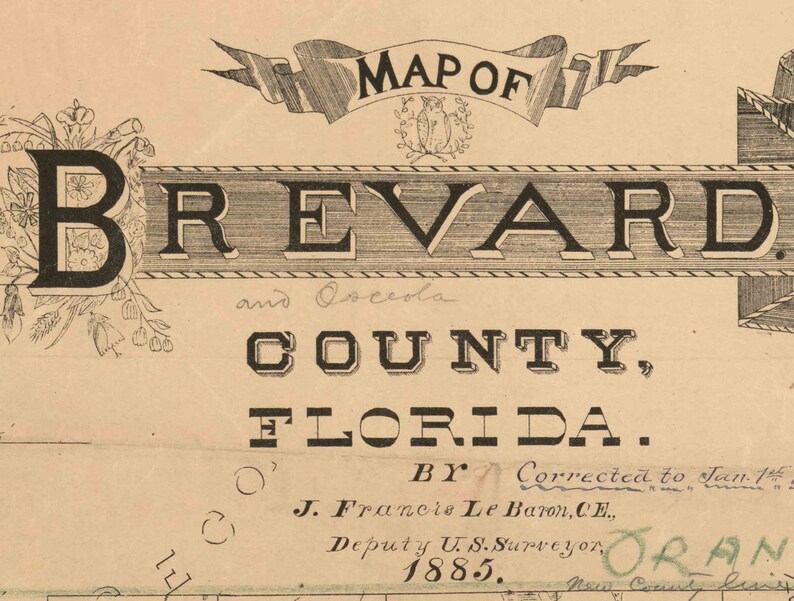 MAP OF
BREVARD.
and Osceola
COUNTY,
FLORIDA.
BY Corrected to Jan. 1st
J. Francis Le Baron, C.E.,
Deputy U.S. Surveyor,
1885.
ORAN
New County line
E CO